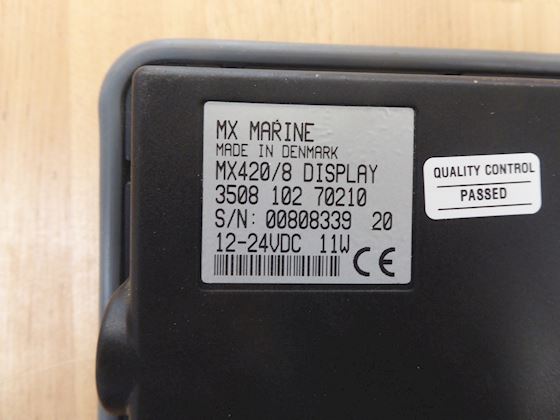 MX MARINE
MADE IN DENMARK
MX420/8 DISPLAY
3508 102 70210
S/N: 00808339 20
12-24VDC 11W
CE
QUALITY CONTROL
PASSED